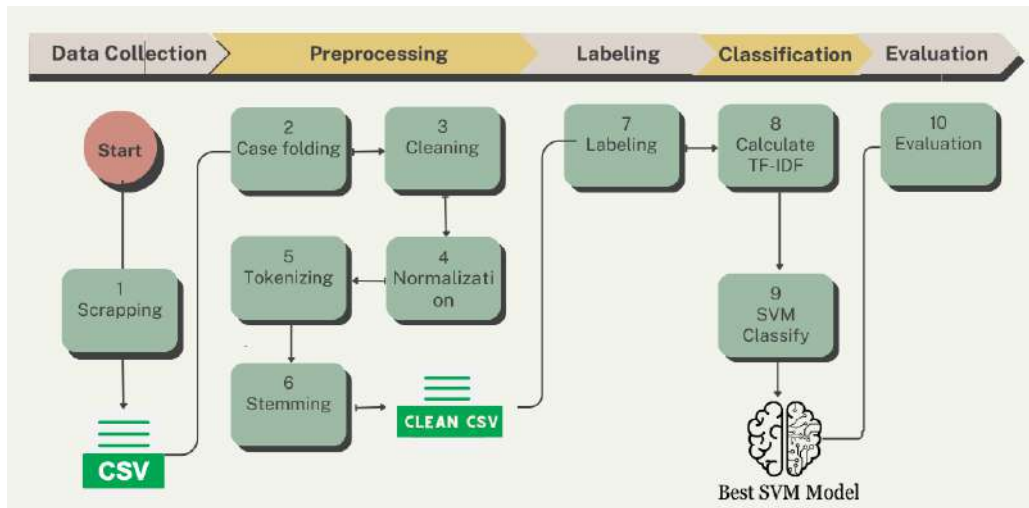 Data Collection
Preprocessing
Labeling
Classification
Evaluation
Start
1
Scrapping
CSV
2
Case folding
3
Cleaning
4
Normalizati
on
5
Tokenizing
6
Stemming
CLEAN CSV
7
Labeling
8
Calculate
TF-IDF
9
SVM
Classify
Best SVM Model
10
Evaluation